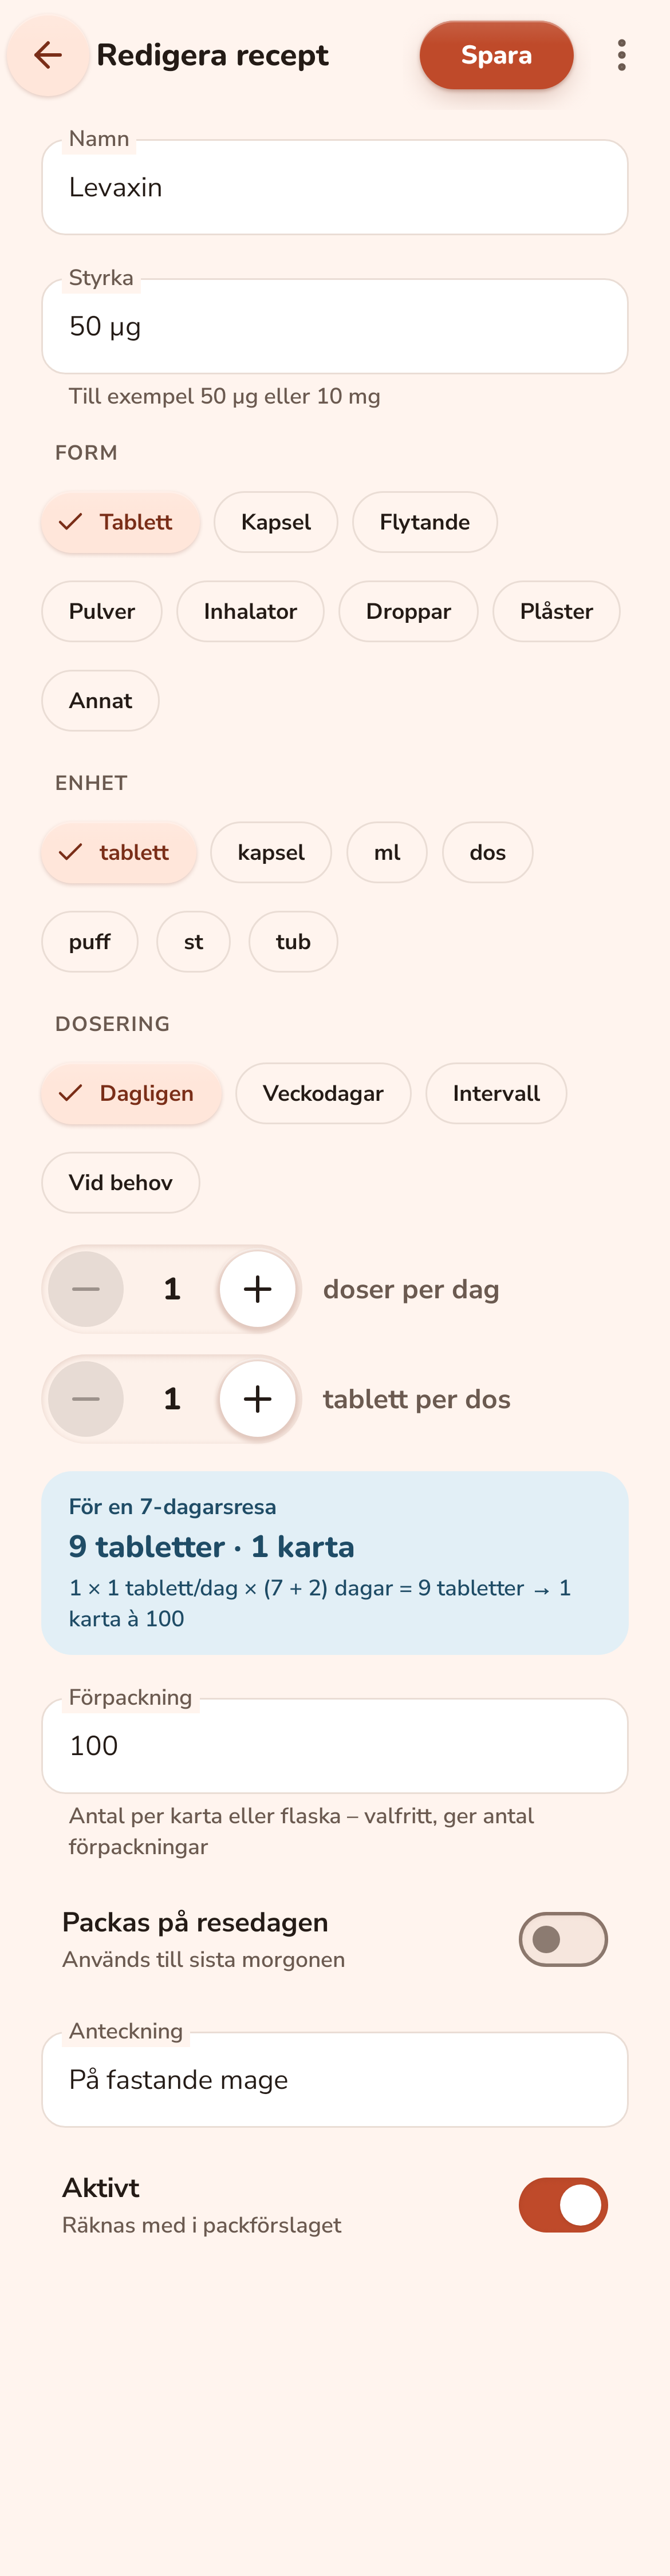 Redigera recept
Spara
Namn
Levaxin
Styrka
50 µg
Till exempel 50 µg eller 10 mg
FORM
Tablett
Kapsel
Flytande
Pulver
Inhalator
Droppar
Plåster
Annat
ENHET
tablett
kapsel
ml
dos
puff
st
tub
DOSERING
Dagligen
Veckodagar
Intervall
Vid behov
1
doser per dag
1
tablett per dos
För en 7-dagarsresa
9 tabletter · 1 karta
1 × 1 tablett/dag × (7 + 2) dagar = 9 tabletter → 1
karta à 100
Förpackning
100
Antal per karta eller flaska – valfritt, ger antal
förpackningar
Packas på resedagen
Används till sista morgonen
Anteckning
På fastande mage
Aktivt
Räknas med i packförslaget